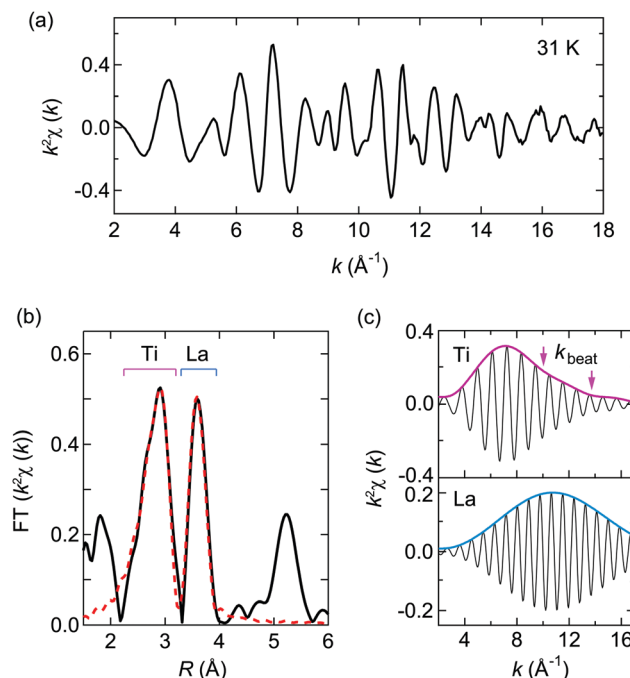 (a)
31 K
0.4
0.0
-0.4
k²χ (k)
2 4 6 8 10 12 14 16 18
k (Å⁻¹)
(b)
Ti La
0.6
0.4
0.2
0.0
FT (k²χ (k))
2 3 4 5 6
R (Å)
(c)
0.4
Ti
k_beat
0.0
-0.4
k²χ (k)
0.2
La
0.0
-0.2
4 8 12 16
k (Å⁻¹)